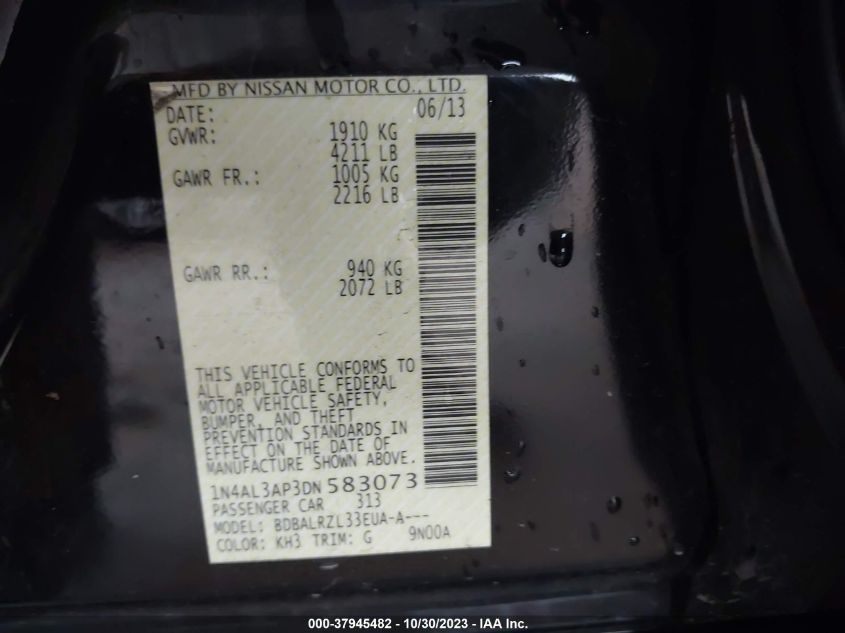 MFD BY NISSAN MOTOR CO., LTD.
DATE: 06/13
GVWR: 1910 KG
4211 LB
GAWR FR.: 1005 KG
2216 LB
GAWR RR.: 940 KG
2072 LB
THIS VEHICLE CONFORMS TO
ALL APPLICABLE FEDERAL
MOTOR VEHICLE SAFETY,
BUMPER, AND THEFT
PREVENTION STANDARDS IN
EFFECT ON THE DATE OF
MANUFACTURE SHOWN ABOVE.
1N4AL3AP3DN 583073
PASSENGER CAR 313
MODEL: BDBALRZL33EUA-A---
COLOR: KH3 TRIM: G 9N00A
000-37945482 - 10/30/2023 - IAA Inc.